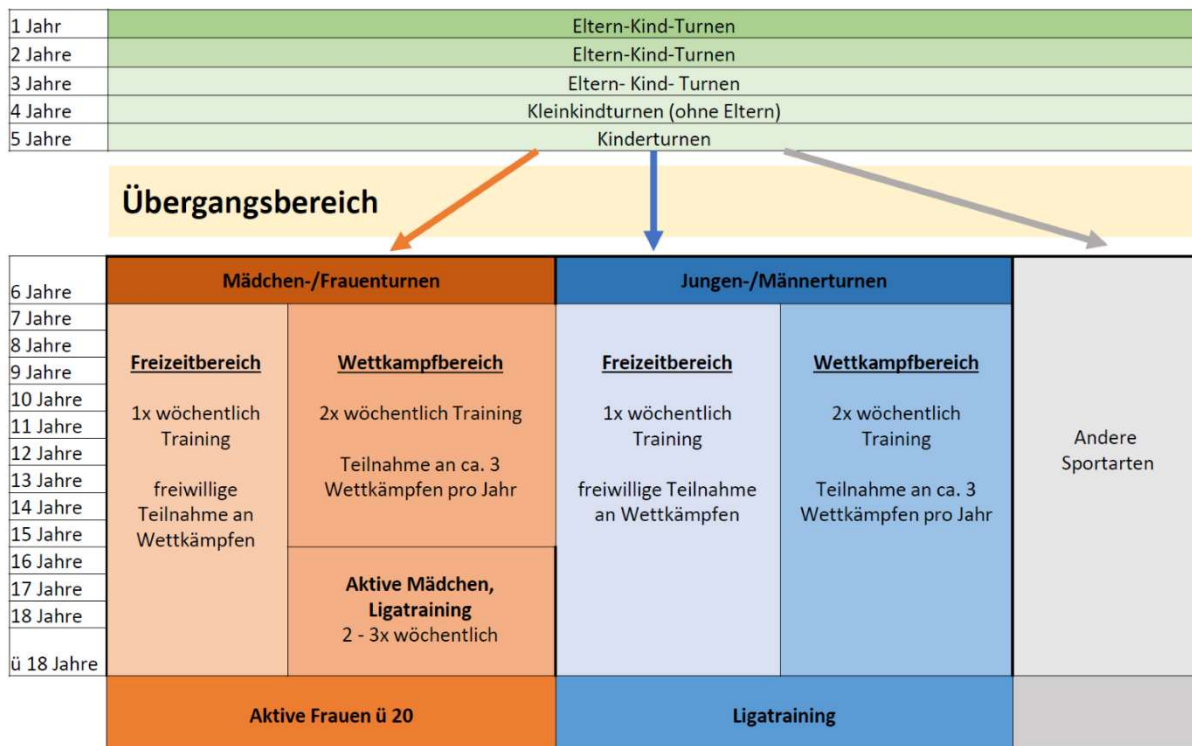 1 Jahr Eltern-Kind-Turnen
2 Jahre Eltern-Kind-Turnen
3 Jahre Eltern- Kind- Turnen
4 Jahre Kleinkindturnen (ohne Eltern)
5 Jahre Kinderturnen
Übergangsbereich
6 Jahre
7 Jahre
8 Jahre
9 Jahre
10 Jahre
11 Jahre
12 Jahre
13 Jahre
14 Jahre
15 Jahre
16 Jahre
17 Jahre
18 Jahre
ü 18 Jahre
Mädchen-/Frauenturnen
Freizeitbereich
1x wöchentlich
Training
freiwillige
Teilnahme an
Wettkämpfen
Wettkampfbereich
2x wöchentlich Training
Teilnahme an ca. 3
Wettkämpfen pro Jahr
Aktive Mädchen,
Ligatraining
2 - 3x wöchentlich
Aktive Frauen ü 20
Jungen-/Männerturnen
Freizeitbereich
1x wöchentlich
Training
freiwillige Teilnahme
an Wettkämpfen
Wettkampfbereich
2x wöchentlich
Training
Teilnahme an ca. 3
Wettkämpfen pro Jahr
Ligatraining
Andere
Sportarten